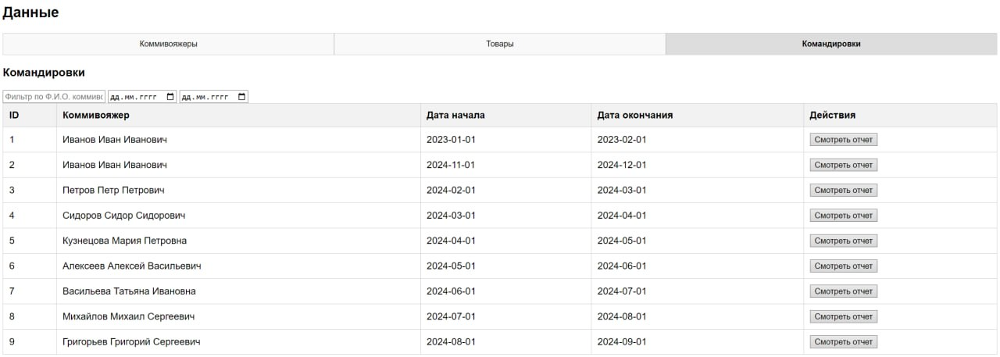 Данные
Коммивояжеры Товары Командировки
Командировки
Фильтр по Ф.И.О. коммивс дд.мм.гггг дд.мм.гггг
ID Коммивояжер Дата начала Дата окончания Действия
1 Иванов Иван Иванович 2023-01-01 2023-02-01 Смотреть отчет
2 Иванов Иван Иванович 2024-11-01 2024-12-01 Смотреть отчет
3 Петров Петр Петрович 2024-02-01 2024-03-01 Смотреть отчет
4 Сидоров Сидор Сидорович 2024-03-01 2024-04-01 Смотреть отчет
5 Кузнецова Мария Петровна 2024-04-01 2024-05-01 Смотреть отчет
6 Алексеев Алексей Васильевич 2024-05-01 2024-06-01 Смотреть отчет
7 Васильева Татьяна Ивановна 2024-06-01 2024-07-01 Смотреть отчет
8 Михайлов Михаил Сергеевич 2024-07-01 2024-08-01 Смотреть отчет
9 Григорьев Григорий Сергеевич 2024-08-01 2024-09-01 Смотреть отчет